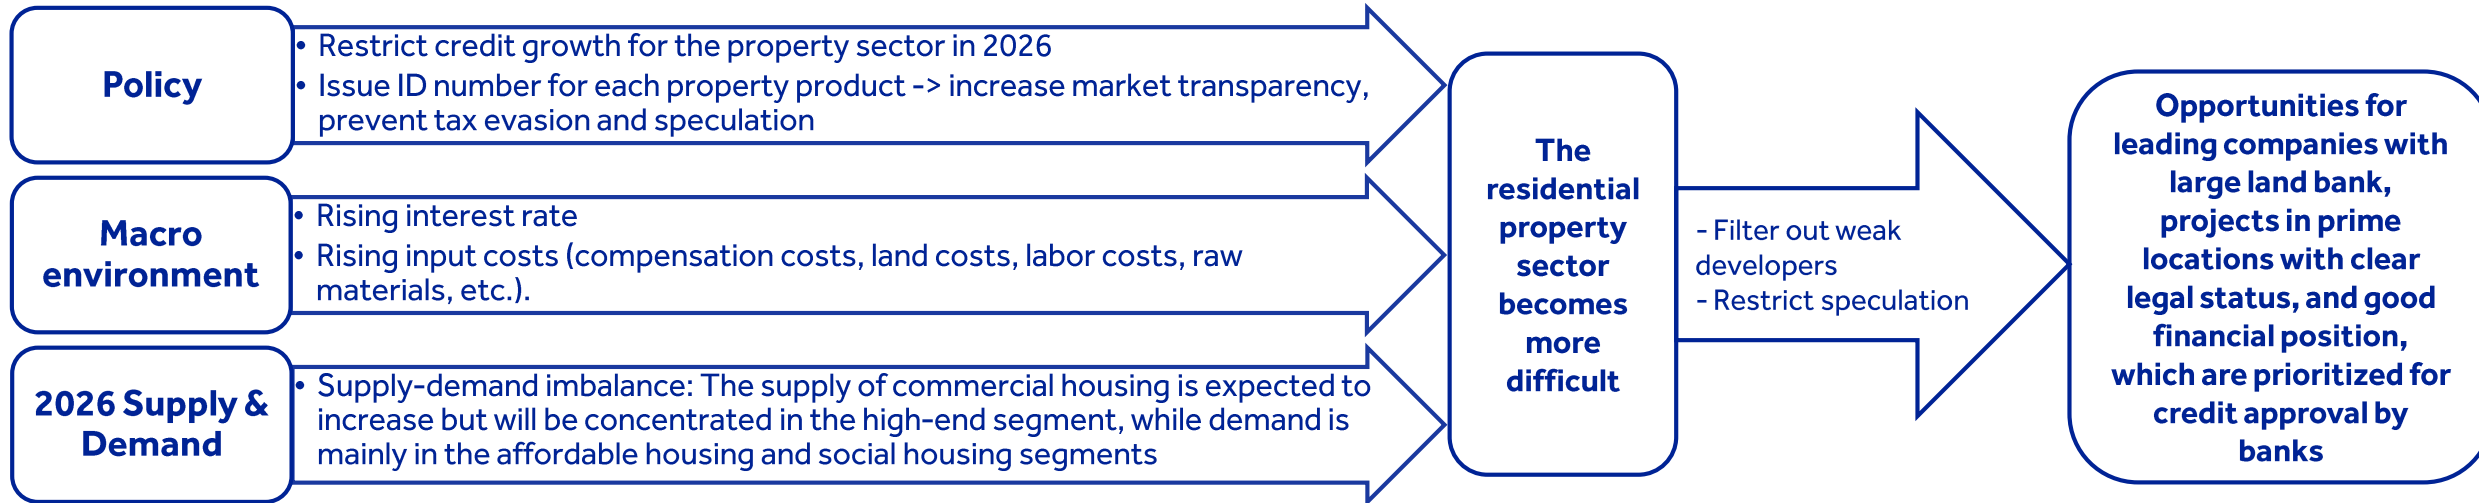 Policy
• Restrict credit growth for the property sector in 2026
• Issue ID number for each property product -> increase market transparency,
prevent tax evasion and speculation
Macro
environment
• Rising interest rate
• Rising input costs (compensation costs, land costs, labor costs, raw
materials, etc.).
2026 Supply &
Demand
• Supply-demand imbalance: The supply of commercial housing is expected to
increase but will be concentrated in the high-end segment, while demand is
mainly in the affordable housing and social housing segments
The
residential
property
sector
becomes
more
difficult
- Filter out weak
developers
- Restrict speculation
Opportunities for
leading companies with
large land bank,
projects in prime
locations with clear
legal status, and good
financial position,
which are prioritized for
credit approval by
banks